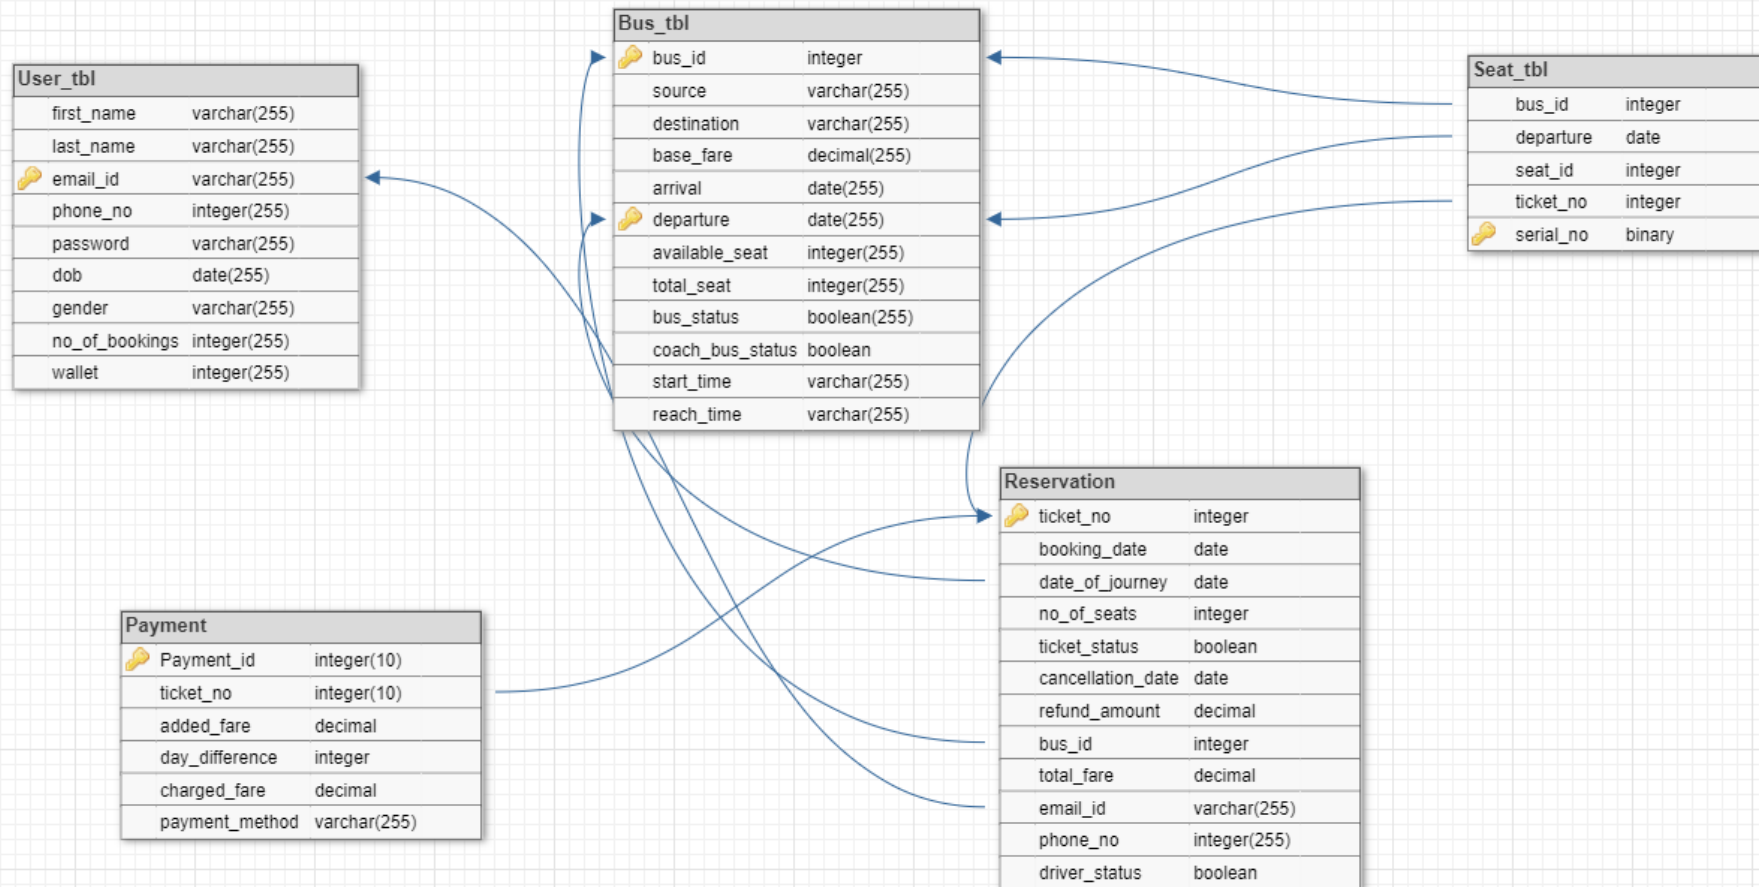 User_tbl
first_name varchar(255)
last_name varchar(255)
email_id varchar(255)
phone_no integer(255)
password varchar(255)
dob date(255)
gender varchar(255)
no_of_bookings integer(255)
wallet integer(255)
Bus_tbl
bus_id integer
source varchar(255)
destination varchar(255)
base_fare decimal(255)
arrival date(255)
departure date(255)
available_seat integer(255)
total_seat integer(255)
bus_status boolean(255)
coach_bus_status boolean
start_time varchar(255)
reach_time varchar(255)
Seat_tbl
bus_id integer
departure date
seat_id integer
ticket_no integer
serial_no binary
Payment
Payment_id integer(10)
ticket_no integer(10)
added_fare decimal
day_difference integer
charged_fare decimal
payment_method varchar(255)
Reservation
ticket_no integer
booking_date date
date_of_journey date
no_of_seats integer
ticket_status boolean
cancellation_date date
refund_amount decimal
bus_id integer
total_fare decimal
email_id varchar(255)
phone_no integer(255)
driver_status boolean